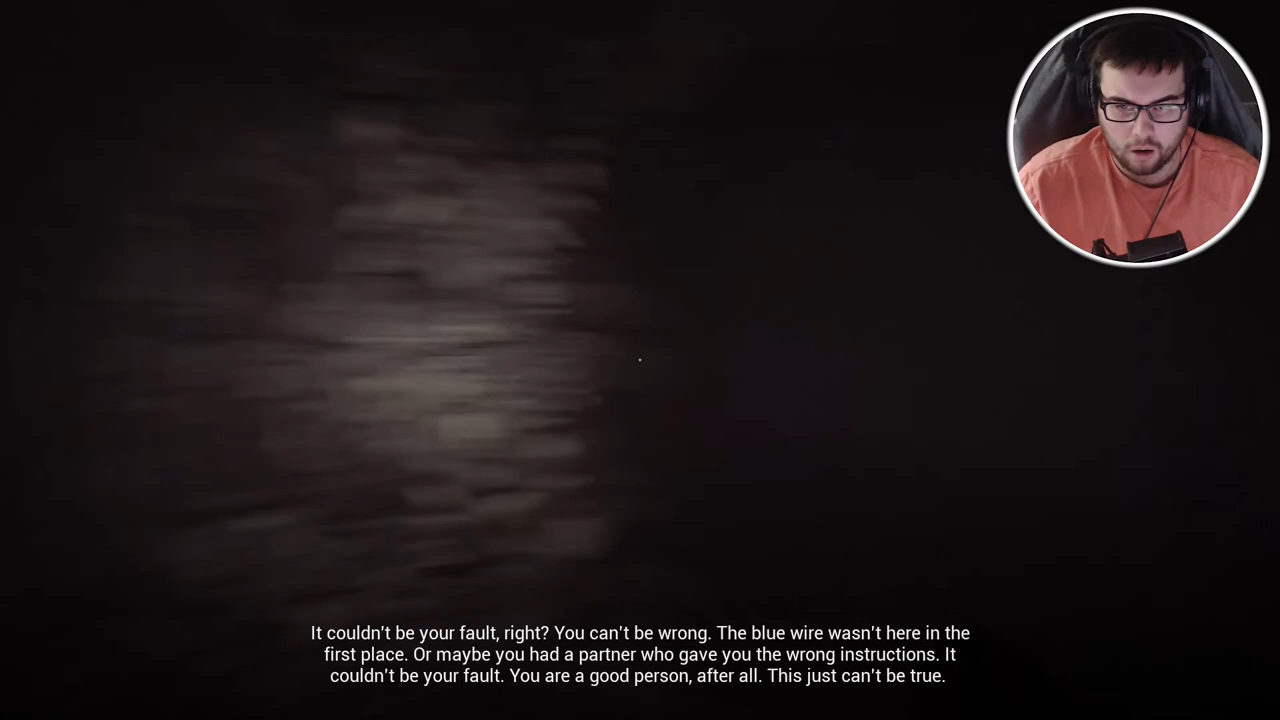 It couldn't be your fault, right? You can't be wrong. The blue wire wasn't here in the
first place. Or maybe you had a partner who gave you the wrong instructions. It
couldn't be your fault. You are a good person, after all. This just can't be true.